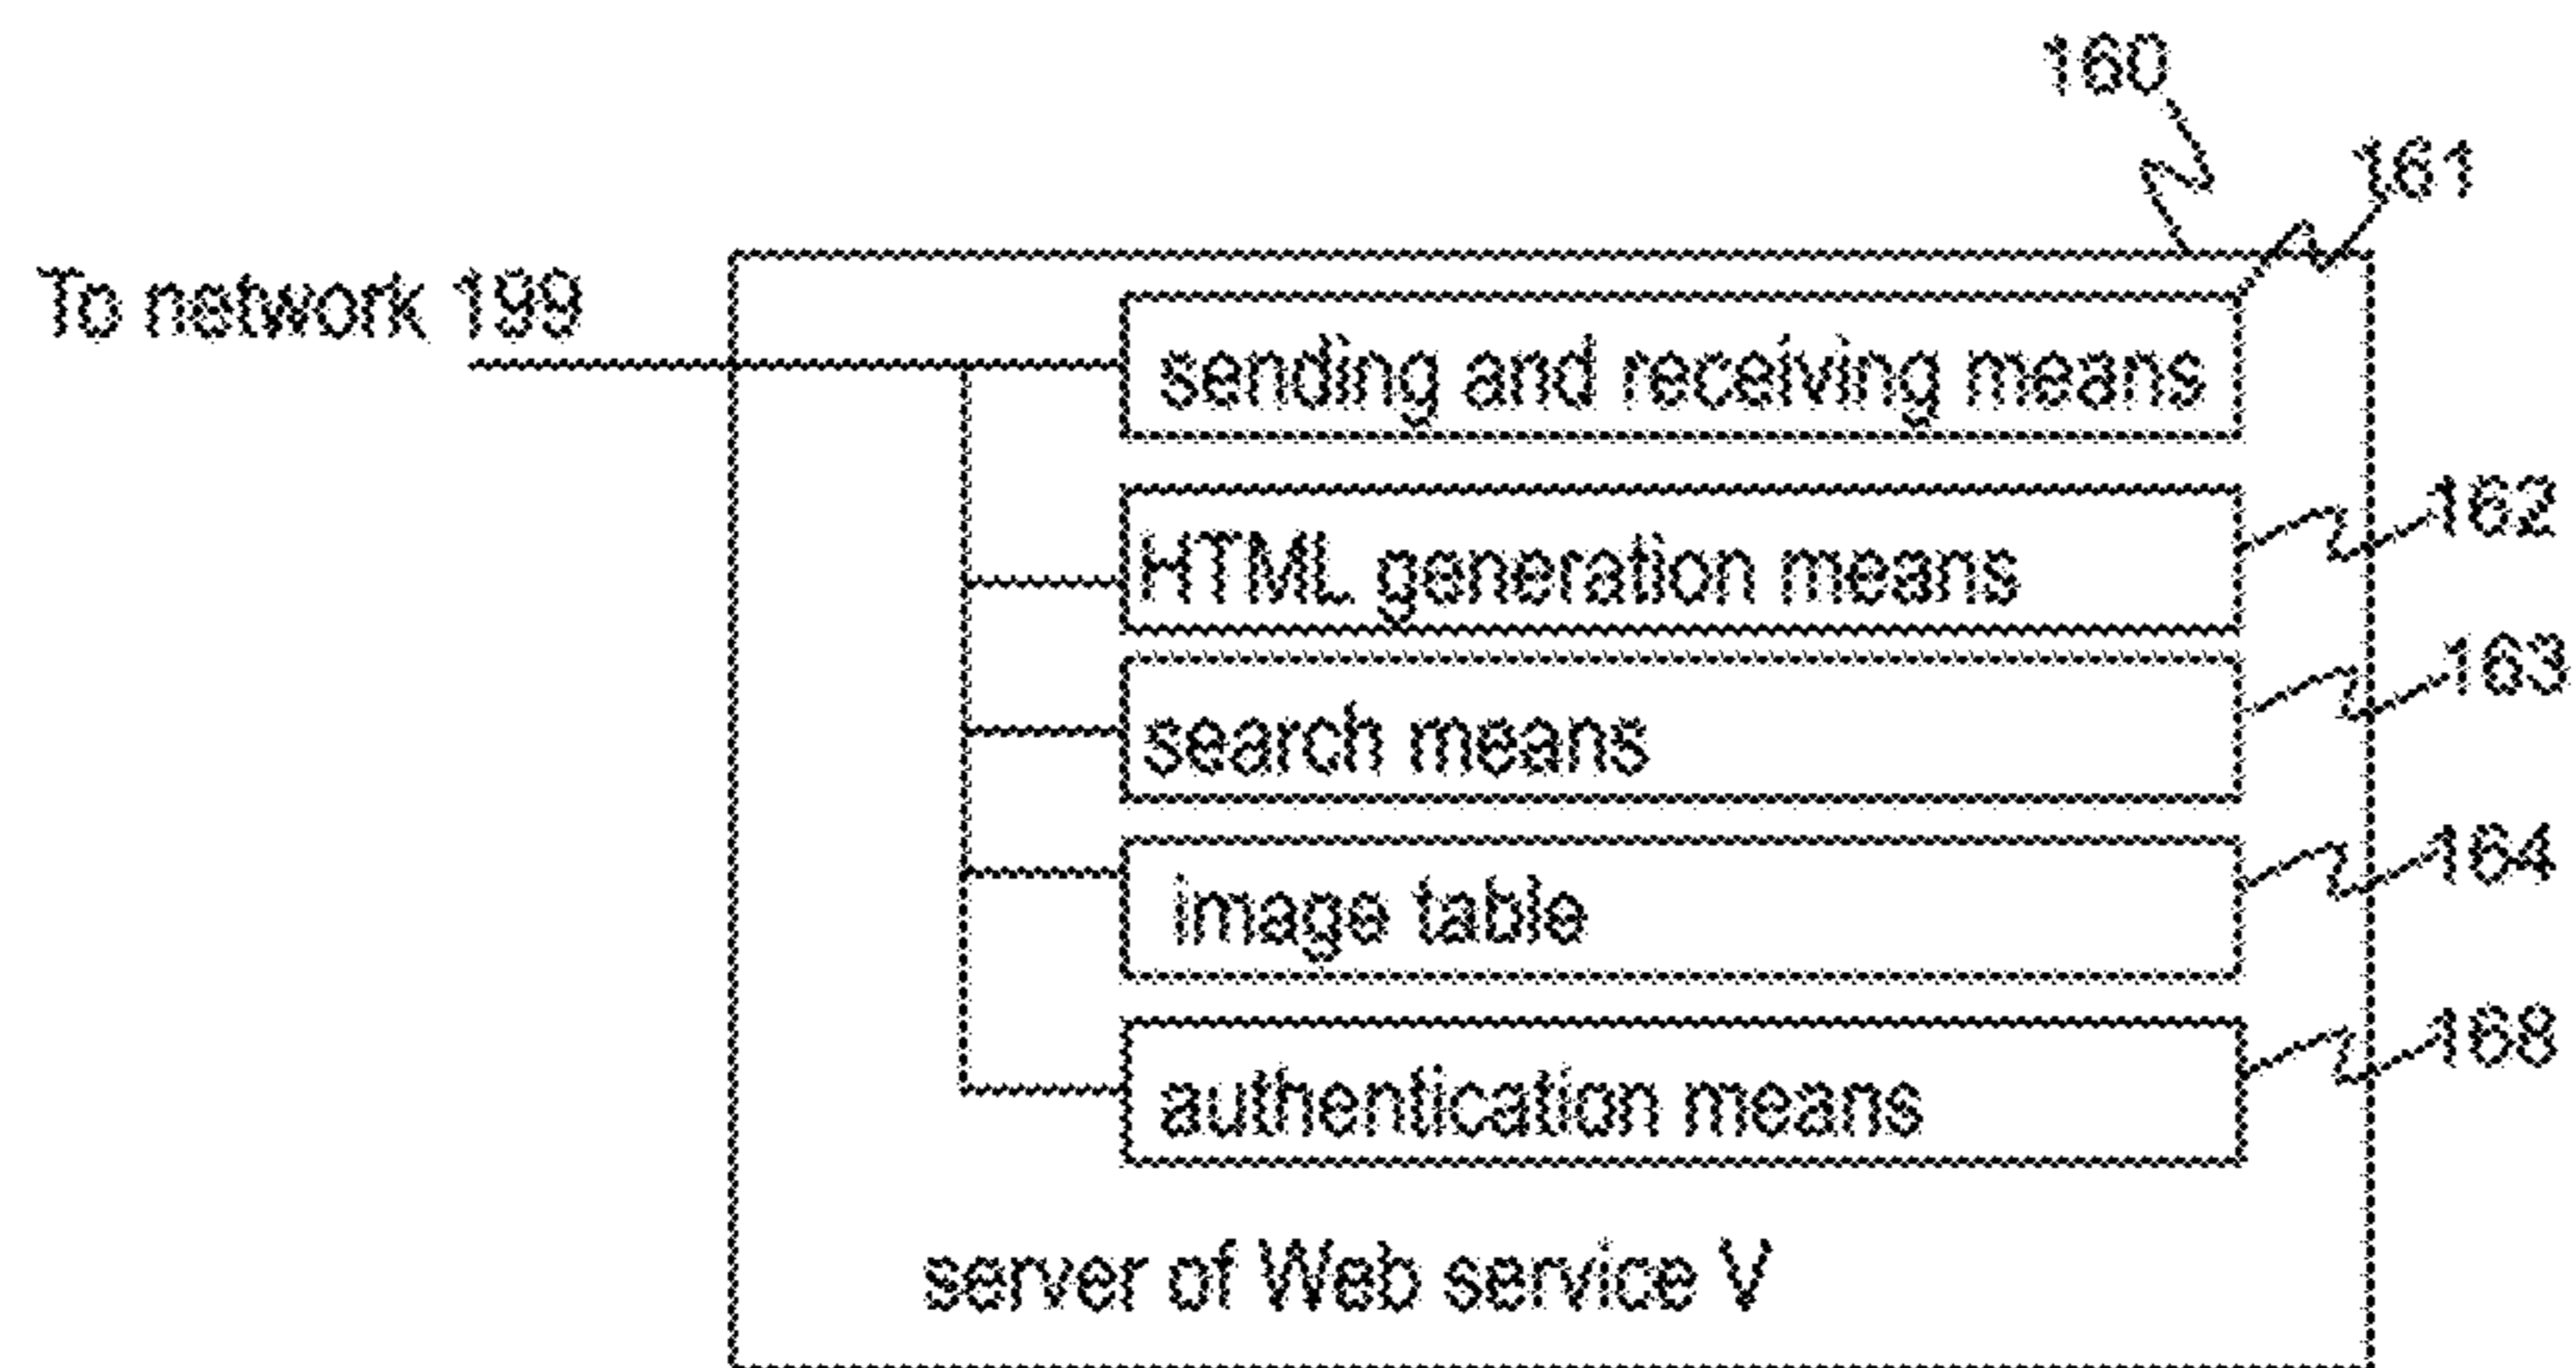 160
161
To network 199
sending and receiving means
162
HTML generation means
163
search means
164
image table
168
authentication means
server of Web service V